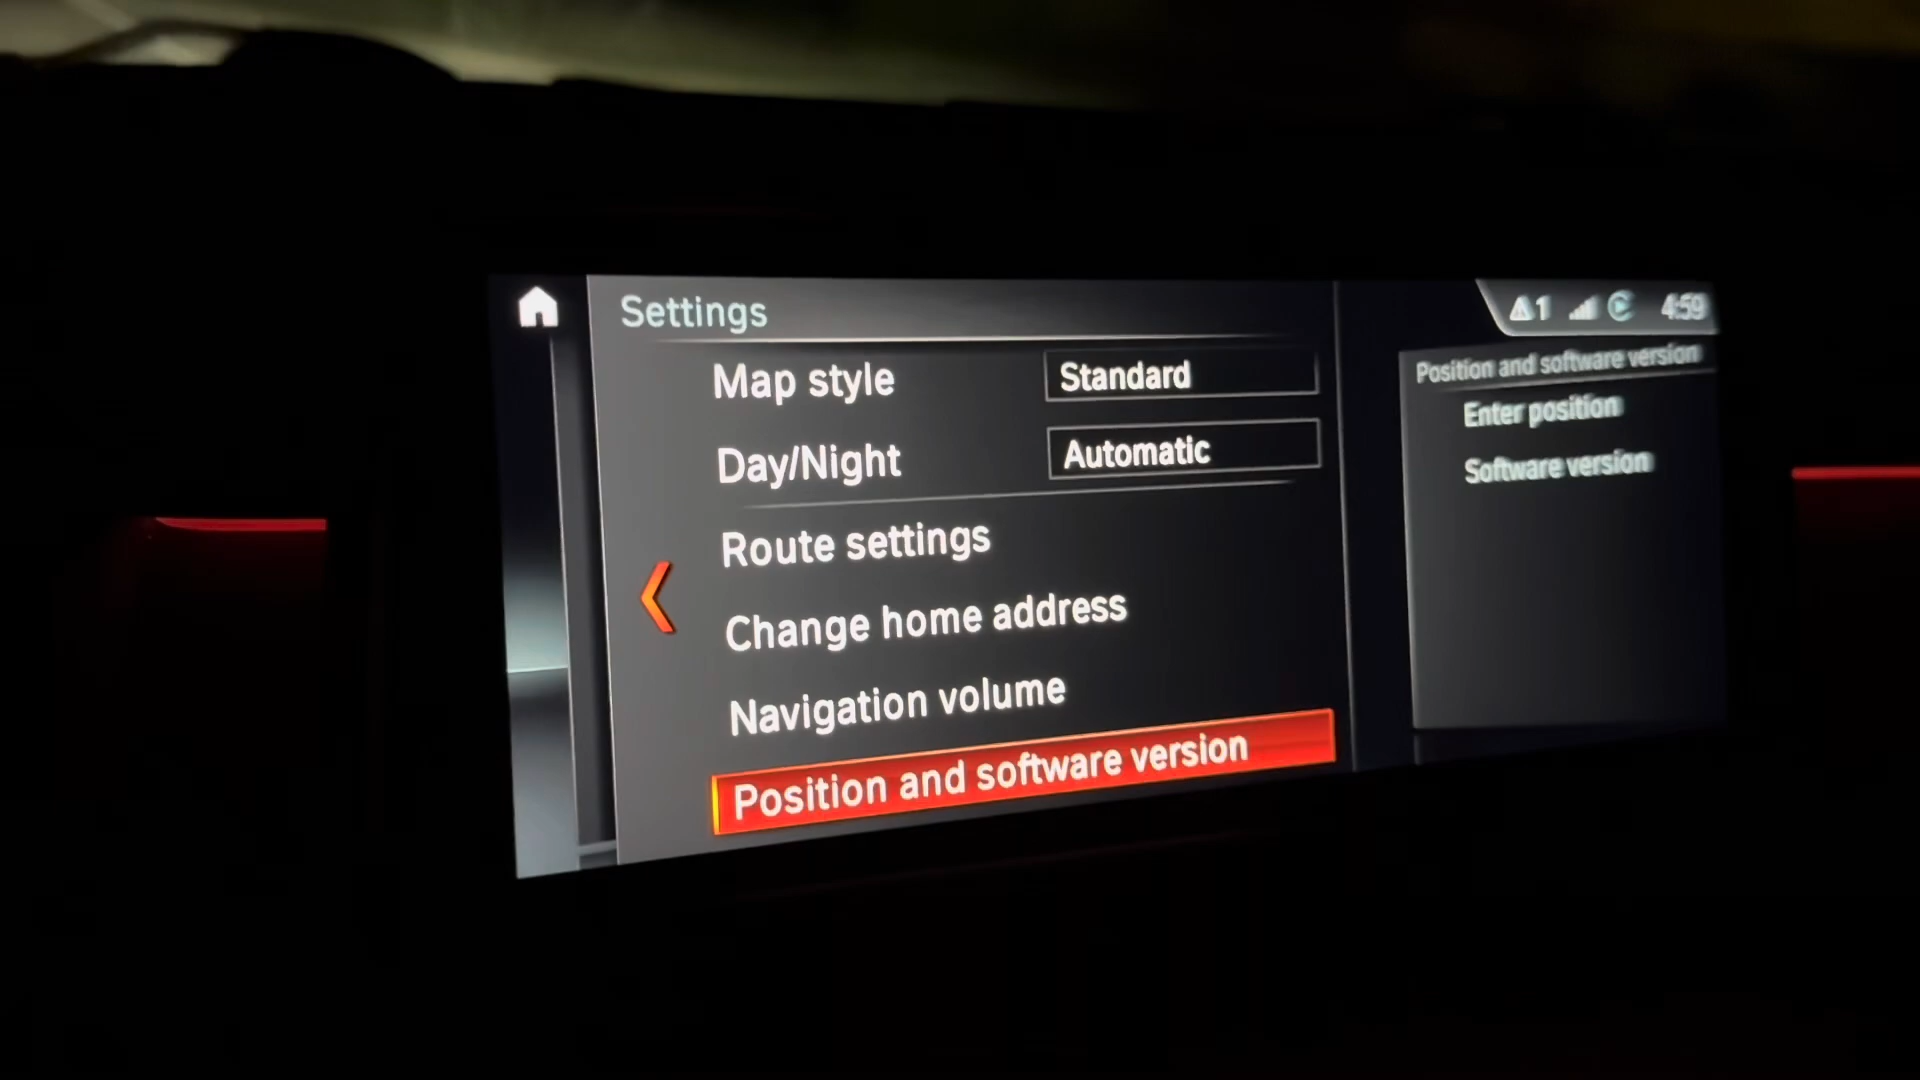 Settings
Map style
Standard
Day/Night
Automatic
Route settings
Change home address
Navigation volume
Position and software version
1 4:59
Position and software version
Enter position
Software version